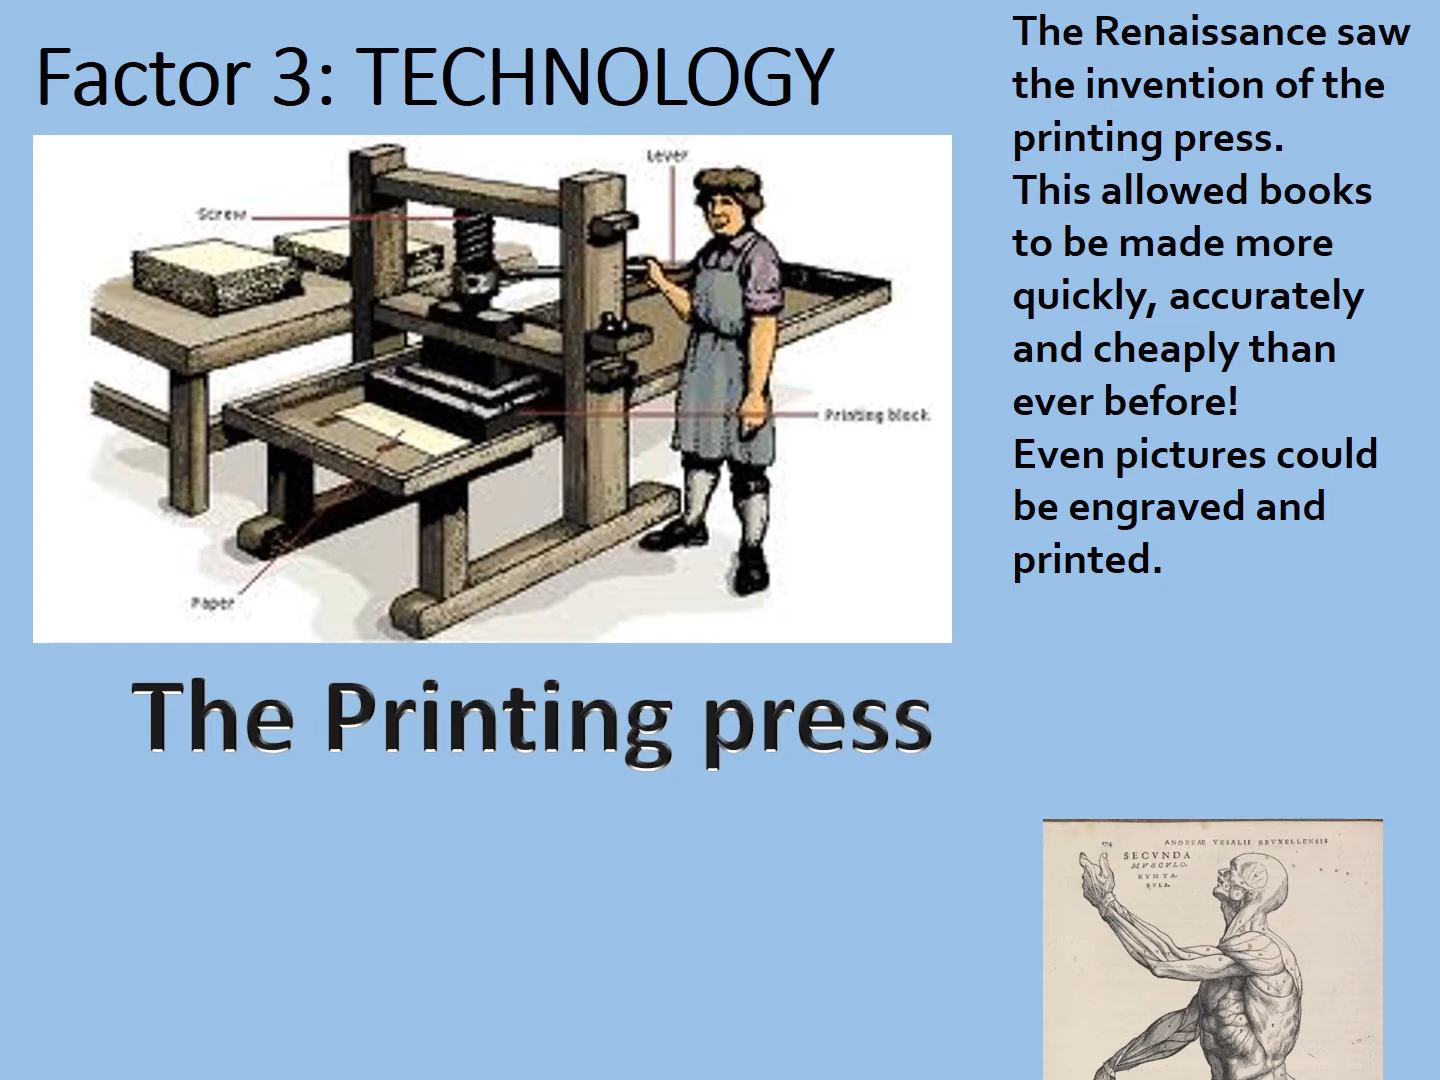 Factor 3: TECHNOLOGY
The Renaissance saw
the invention of the
printing press.
This allowed books
to be made more
quickly, accurately
and cheaply than
ever before!
Even pictures could
be engraved and
printed.
Lever
Screw
Printing block
Paper
The Printing press
174
ANDREAE VESALII BRVXELLENSIS
SECVNDA
MVSCVLO.
RVM TA.
BVLA.